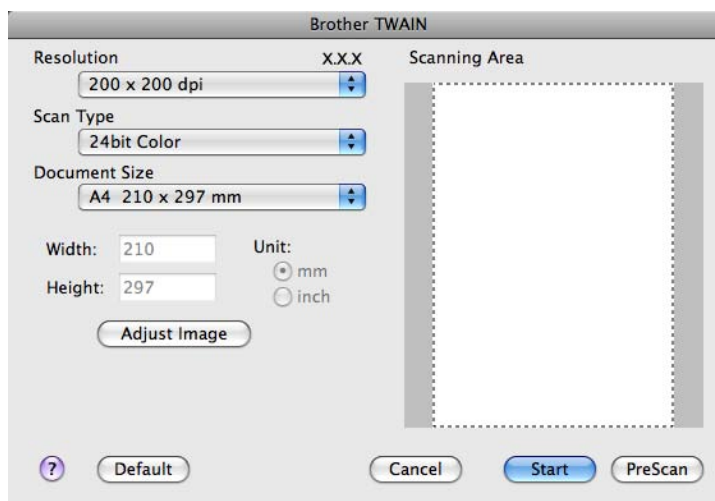 Brother TWAIN
Resolution X.X.X
200 x 200 dpi
Scan Type
24bit Color
Document Size
A4 210 x 297 mm
Width: 210
Height: 297
Unit:
mm
inch
Adjust Image
Scanning Area
? Default Cancel Start PreScan